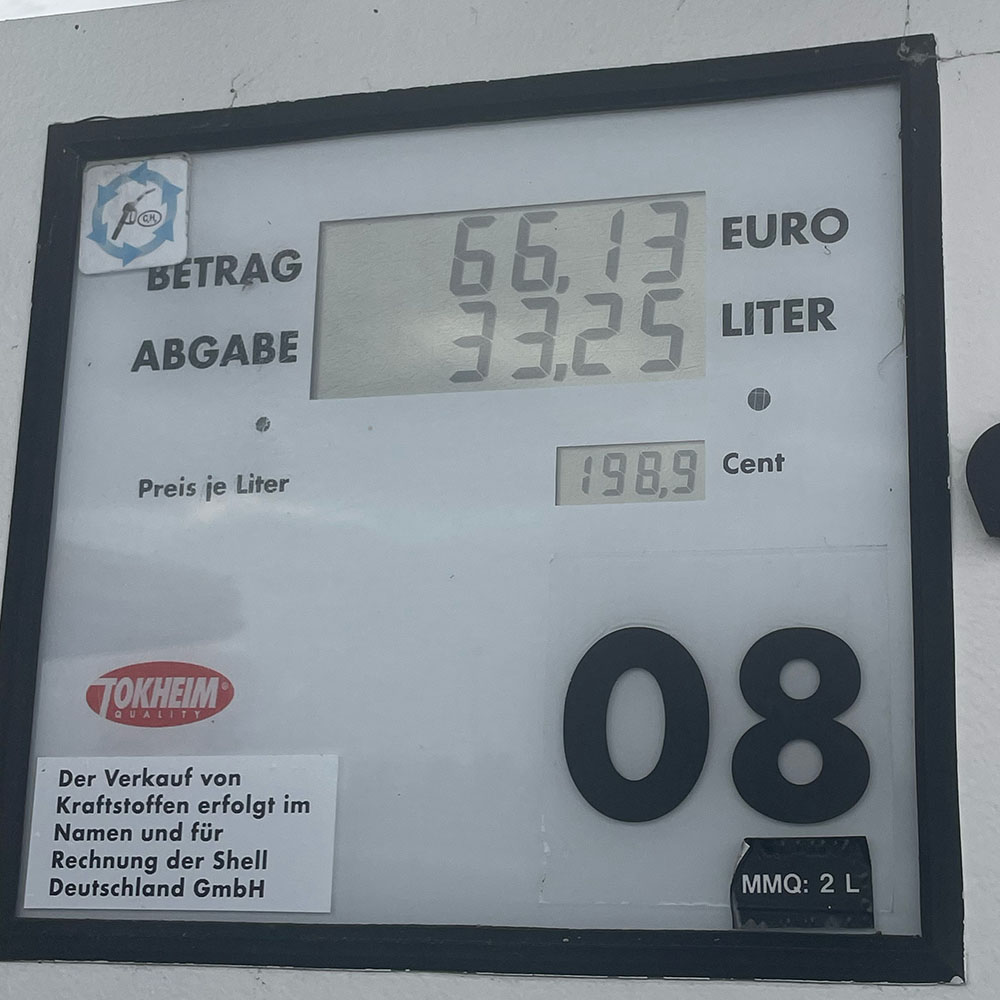 BETRAG 66,13 EURO
ABGABE 33,25 LITER
Preis je Liter 198,9 Cent
08
TOKHEIM
QUALITY
MMQ: 2 L
Der Verkauf von
Kraftstoffen erfolgt im
Namen und für
Rechnung der Shell
Deutschland GmbH